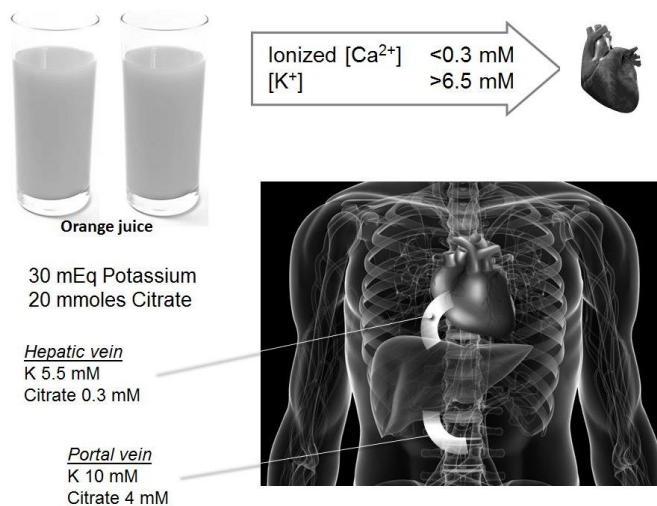 Ionized [Ca²⁺] <0.3 mM
[K⁺] >6.5 mM
Orange juice
30 mEq Potassium
20 mmoles Citrate
Hepatic vein
K 5.5 mM
Citrate 0.3 mM
Portal vein
K 10 mM
Citrate 4 mM